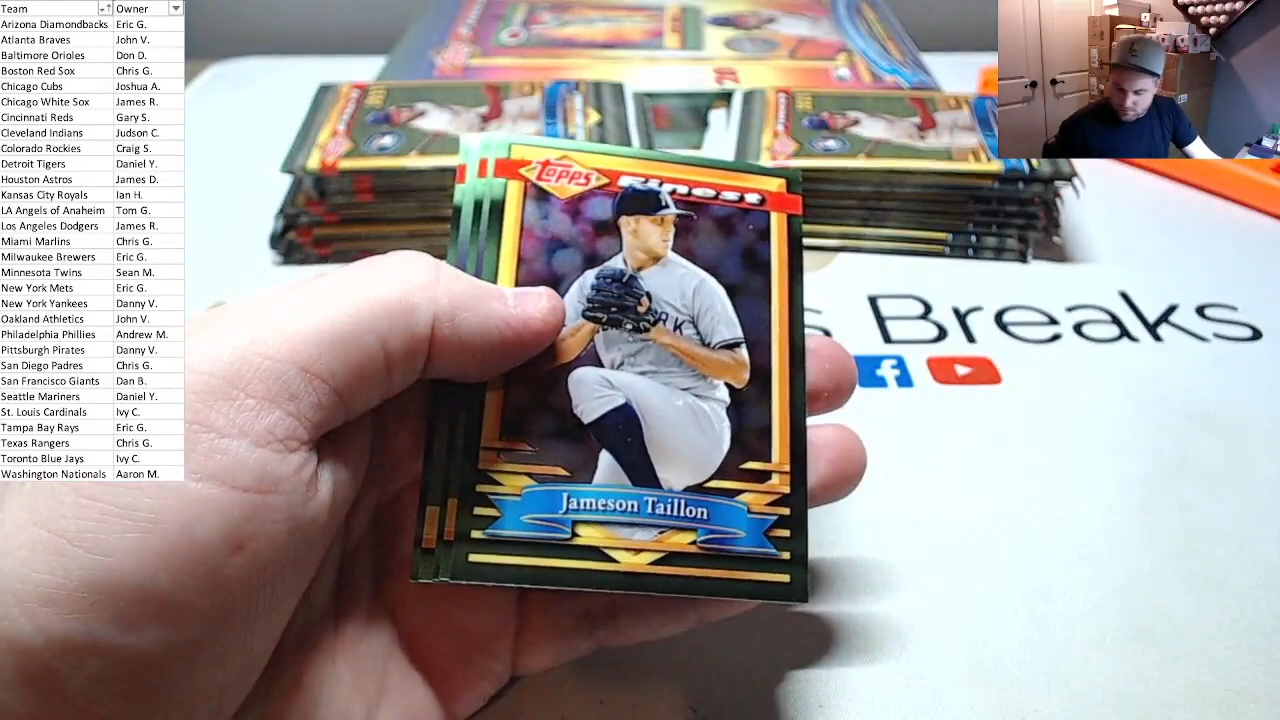 Team Owner
Arizona Diamondbacks Eric G.
Atlanta Braves John V.
Baltimore Orioles Don D.
Boston Red Sox Chris G.
Chicago Cubs Joshua A.
Chicago White Sox James R.
Cincinnati Reds Gary S.
Cleveland Indians Judson C.
Colorado Rockies Craig S.
Detroit Tigers Daniel Y.
Houston Astros James D.
Kansas City Royals Ian H.
LA Angels of Anaheim Tom G.
Los Angeles Dodgers James R.
Miami Marlins Chris G.
Milwaukee Brewers Eric G.
Minnesota Twins Sean M.
New York Mets Eric G.
New York Yankees Danny V.
Oakland Athletics John V.
Philadelphia Phillies Andrew M.
Pittsburgh Pirates Danny V.
San Diego Padres Chris G.
San Francisco Giants Dan B.
Seattle Mariners Daniel Y.
St. Louis Cardinals Ivy C.
Tampa Bay Rays Eric G.
Texas Rangers Chris G.
Toronto Blue Jays Ivy C.
Washington Nationals Aaron M.
TOPPS Finest
RK
Jameson Taillon
s Breaks
f